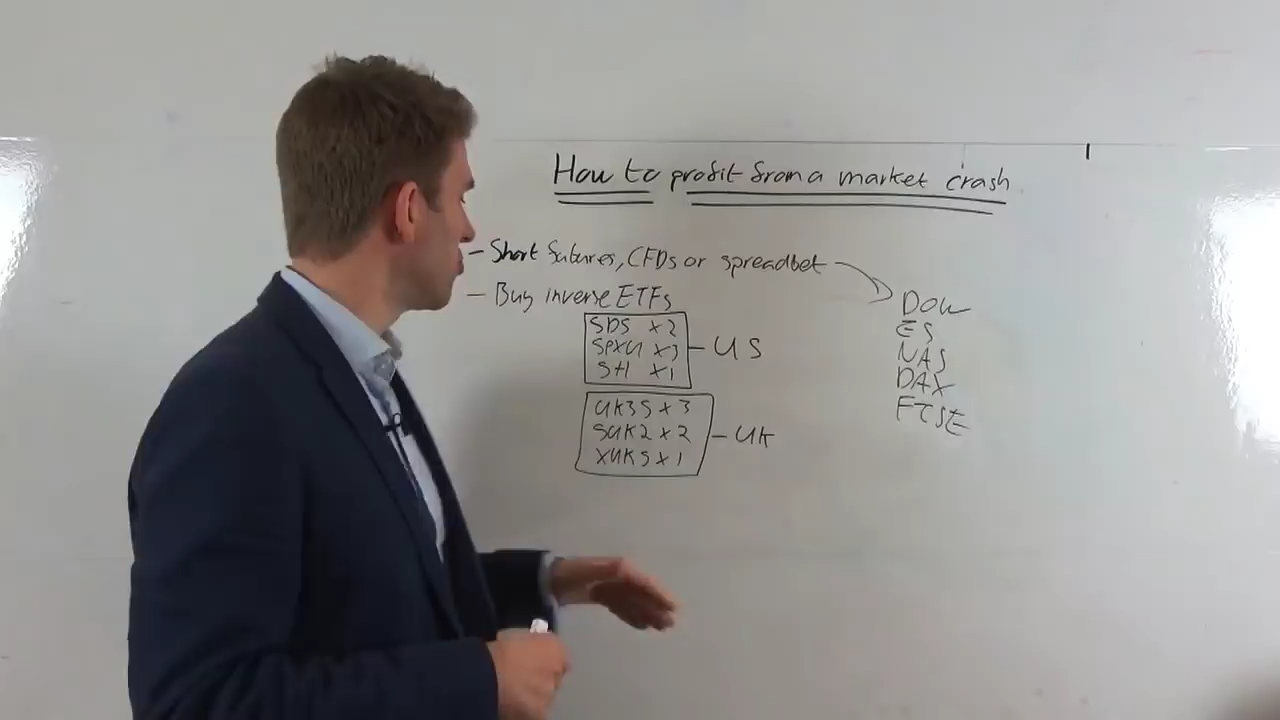 How to profit from a market crash
- Short futures, CFDs or spreadbet
- Buy inverse ETFs
SDS x2
SPXU x3
SH x1
- US
UK3S x3
SUK2 x2
XUKS x1
- UK
DOW
ES
NAS
DAX
FTSE